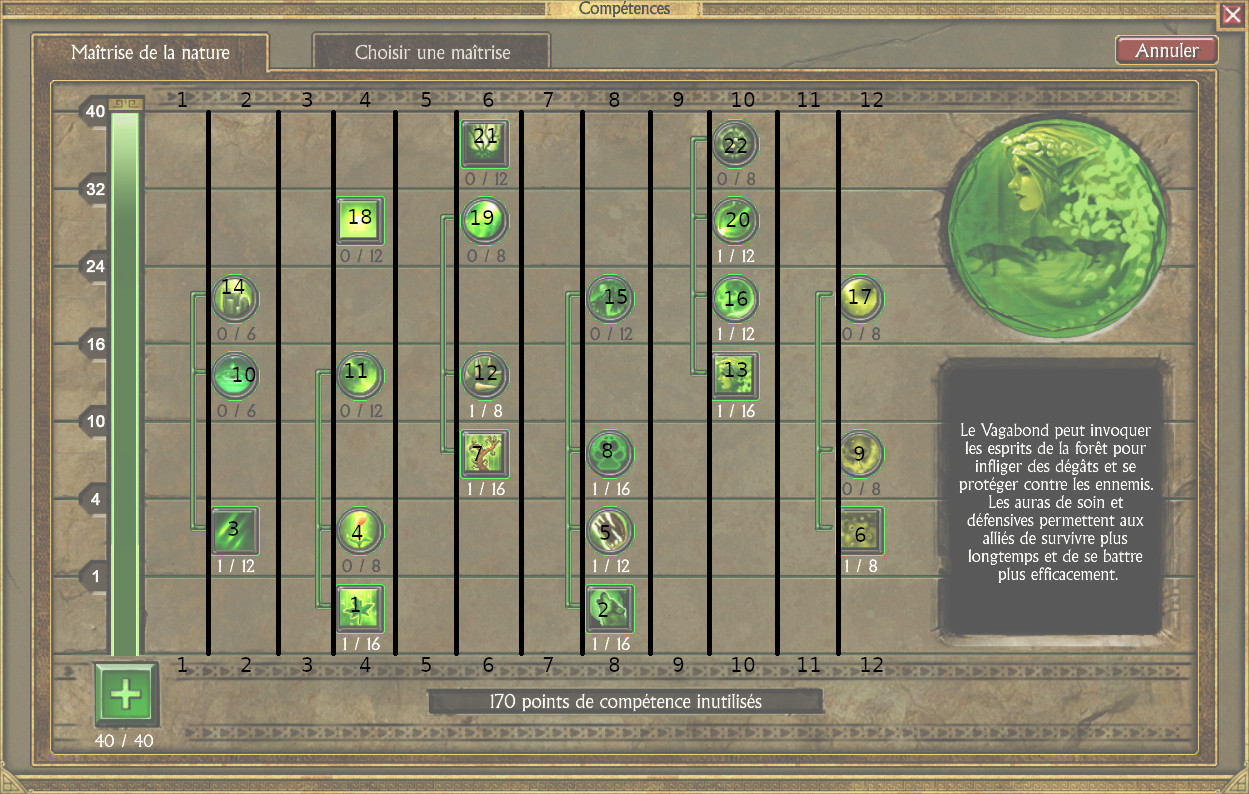 Compétences
Maîtrise de la nature
Choisir une maîtrise
Annuler
1 2 3 4 5 6 7 8 9 10 11 12
40
21
22
0 / 12
0 / 8
32
18
19
20
0 / 12
0 / 8
1 / 12
24
14
15
16
17
0 / 6
0 / 12
1 / 12
0 / 8
16
10
11
12
13
0 / 6
0 / 12
1 / 8
1 / 16
10
7
8
9
1 / 16
1 / 16
0 / 8
4
3
4
5
6
1 / 12
0 / 8
1 / 12
1 / 8
1
1
2
1 / 16
1 / 16
1 2 3 4 5 6 7 8 9 10 11 12
Le Vagabond peut invoquer
les esprits de la forêt pour
infliger des dégâts et se
protéger contre les ennemis.
Les auras de soin et
défensives permettent aux
alliés de survivre plus
longtemps et de se battre
plus efficacement.
170 points de compétence inutilisés
40 / 40